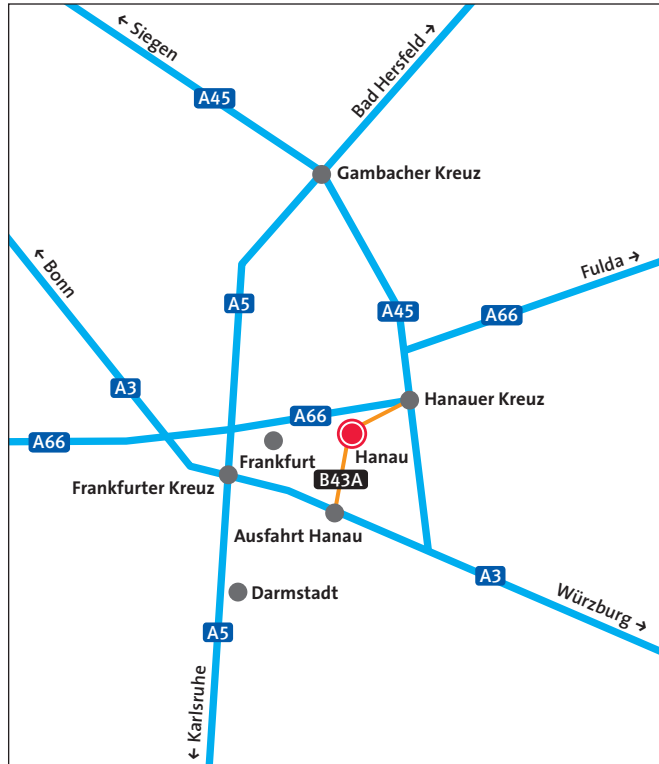 ← Siegen
Bad Hersfeld →
A45
Gambacher Kreuz
← Bonn
Fulda →
A5
A45
A66
A3
Hanauer Kreuz
A66
A66
Frankfurt
Hanau
Frankfurter Kreuz
B43A
Ausfahrt Hanau
A3
Darmstadt
Würzburg →
A5
← Karlsruhe